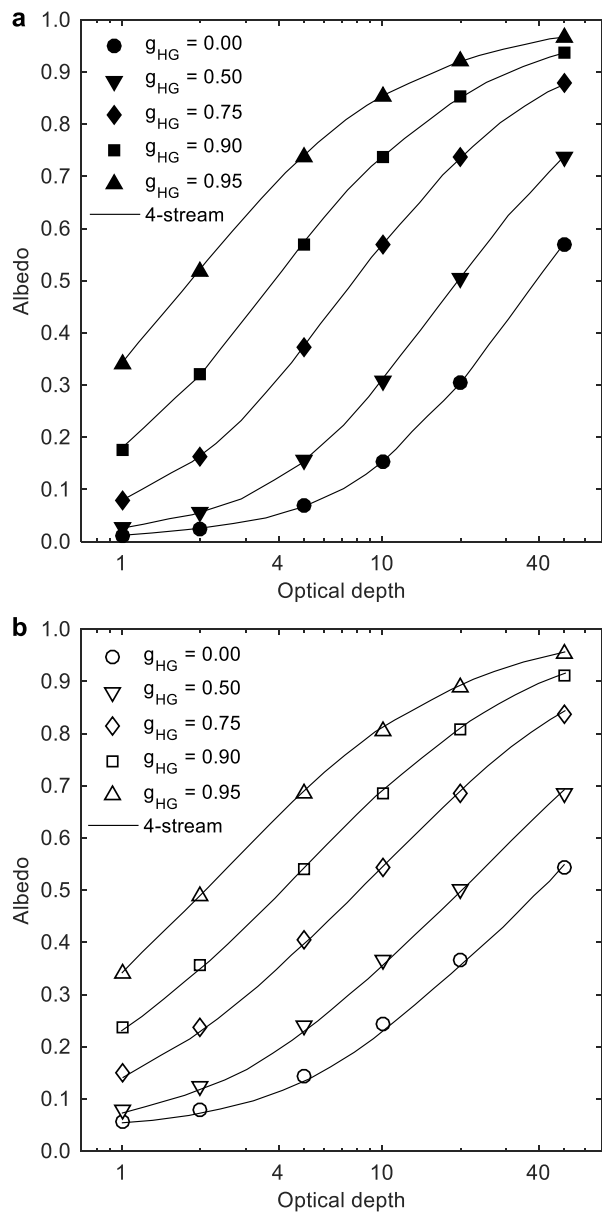 a
1.0
0.9
0.8
0.7
0.6
0.5
0.4
0.3
0.2
0.1
0.0
Albedo
g_HG = 0.00
g_HG = 0.50
g_HG = 0.75
g_HG = 0.90
g_HG = 0.95
4-stream
1 4 10 40
Optical depth
b
1.0
0.9
0.8
0.7
0.6
0.5
0.4
0.3
0.2
0.1
0.0
Albedo
g_HG = 0.00
g_HG = 0.50
g_HG = 0.75
g_HG = 0.90
g_HG = 0.95
4-stream
1 4 10 40
Optical depth